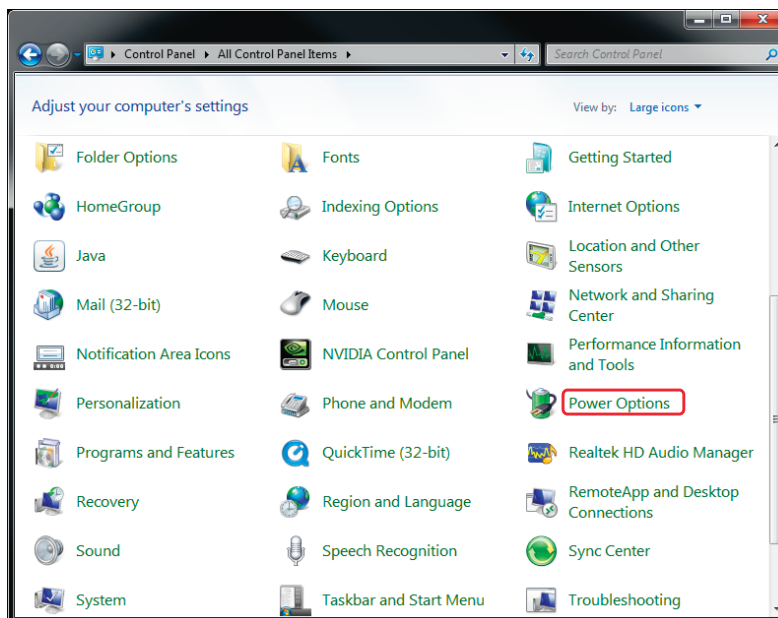 Control Panel All Control Panel Items
Search Control Panel
Adjust your computer's settings
View by: Large icons
Folder Options
Fonts
Getting Started
HomeGroup
Indexing Options
Internet Options
Java
Keyboard
Location and Other
Sensors
Mail (32-bit)
Mouse
Network and Sharing
Center
Notification Area Icons
NVIDIA Control Panel
Performance Information
and Tools
Personalization
Phone and Modem
Power Options
Programs and Features
QuickTime (32-bit)
Realtek HD Audio Manager
Recovery
Region and Language
RemoteApp and Desktop
Connections
Sound
Speech Recognition
Sync Center
System
Taskbar and Start Menu
Troubleshooting